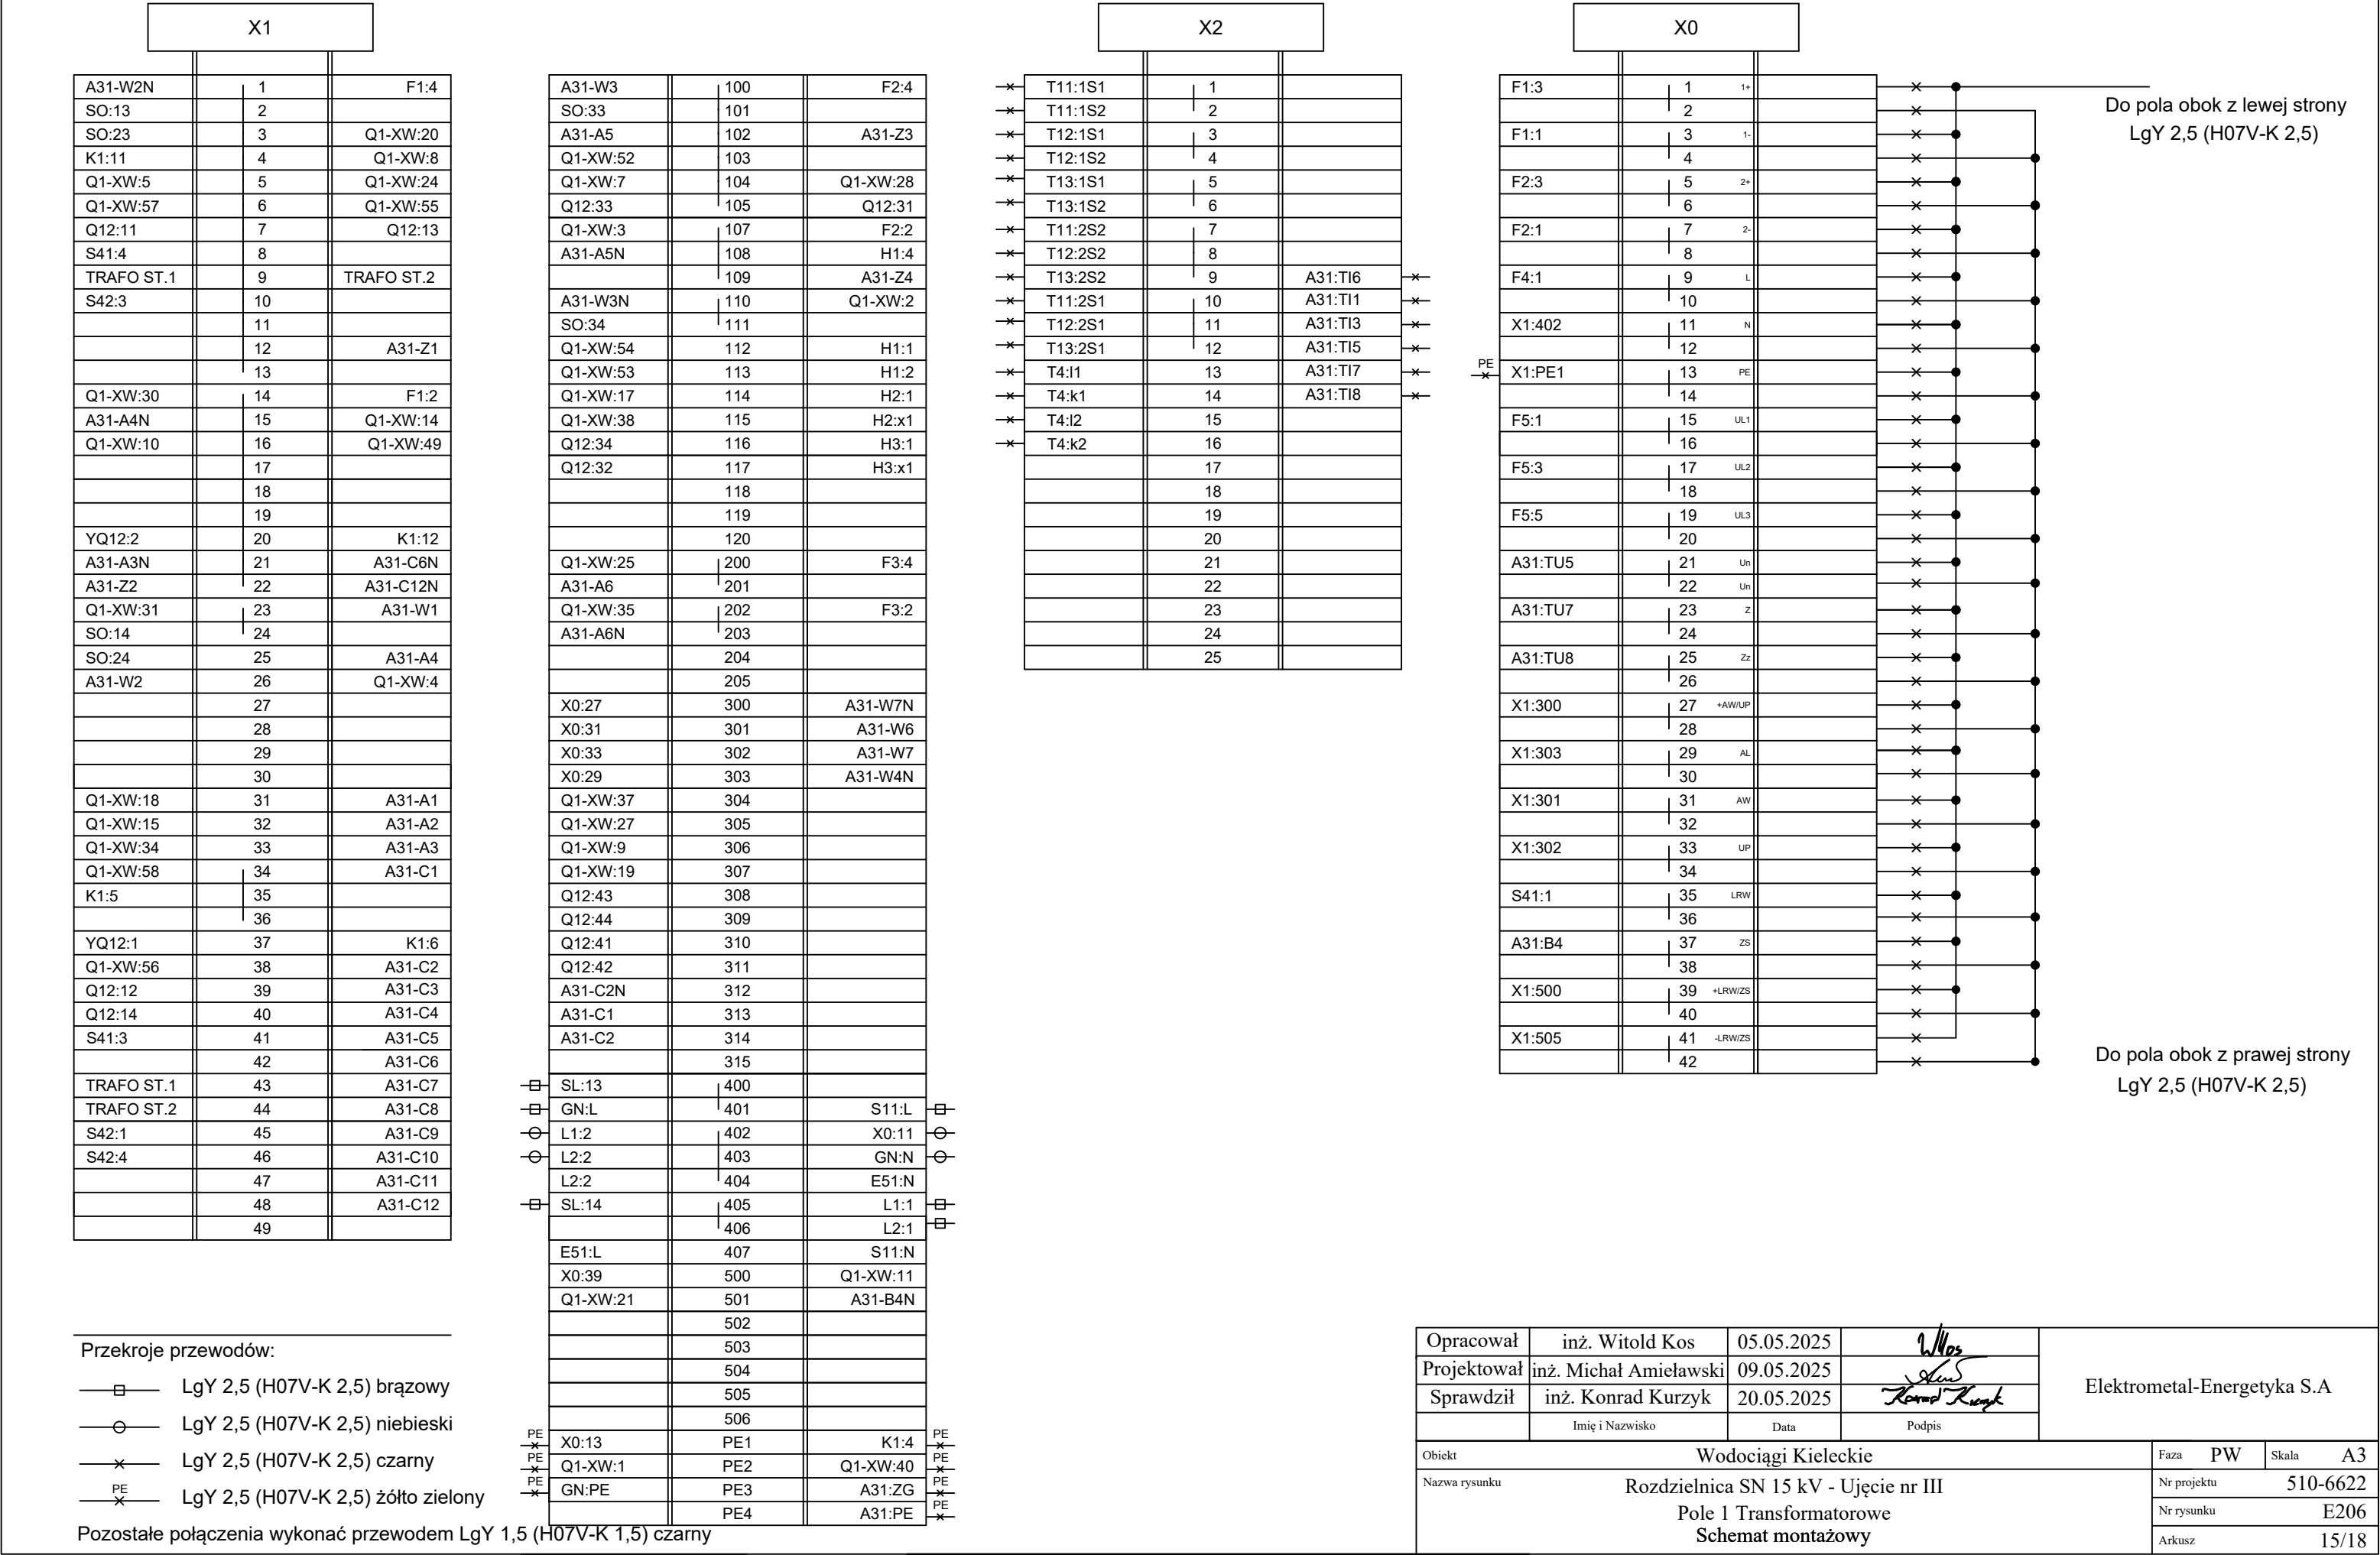 X1
A31-W2N 1 F1:4
SO:13 2
SO:23 3 Q1-XW:20
K1:11 4 Q1-XW:8
Q1-XW:5 5 Q1-XW:24
Q1-XW:57 6 Q1-XW:55
Q12:11 7 Q12:13
S41:4 8
TRAFO ST.1 9 TRAFO ST.2
S42:3 10
11
12 A31-Z1
13
Q1-XW:30 14 F1:2
A31-A4N 15 Q1-XW:14
Q1-XW:10 16 Q1-XW:49
17
18
19
YQ12:2 20 K1:12
A31-A3N 21 A31-C6N
A31-Z2 22 A31-C12N
Q1-XW:31 23 A31-W1
SO:14 24
SO:24 25 A31-A4
A31-W2 26 Q1-XW:4
27
28
29
30
Q1-XW:18 31 A31-A1
Q1-XW:15 32 A31-A2
Q1-XW:34 33 A31-A3
Q1-XW:58 34 A31-C1
K1:5 35
36
YQ12:1 37 K1:6
Q1-XW:56 38 A31-C2
Q12:12 39 A31-C3
Q12:14 40 A31-C4
S41:3 41 A31-C5
42 A31-C6
TRAFO ST.1 43 A31-C7
TRAFO ST.2 44 A31-C8
S42:1 45 A31-C9
S42:4 46 A31-C10
47 A31-C11
48 A31-C12
49
A31-W3 100 F2:4
SO:33 101
A31-A5 102 A31-Z3
Q1-XW:52 103
Q1-XW:7 104 Q1-XW:28
Q12:33 105 Q12:31
Q1-XW:3 107 F2:2
A31-A5N 108 H1:4
109 A31-Z4
A31-W3N 110 Q1-XW:2
SO:34 111
Q1-XW:54 112 H1:1
Q1-XW:53 113 H1:2
Q1-XW:17 114 H2:1
Q1-XW:38 115 H2:x1
Q12:34 116 H3:1
Q12:32 117 H3:x1
118
119
120
Q1-XW:25 200 F3:4
A31-A6 201
Q1-XW:35 202 F3:2
A31-A6N 203
204
205
X0:27 300 A31-W7N
X0:31 301 A31-W6
X0:33 302 A31-W7
X0:29 303 A31-W4N
Q1-XW:37 304
Q1-XW:27 305
Q1-XW:9 306
Q1-XW:19 307
Q12:43 308
Q12:44 309
Q12:41 310
Q12:42 311
A31-C2N 312
A31-C1 313
A31-C2 314
315
SL:13 400
GN:L 401 S11:L
L1:2 402 X0:11
L2:2 403 GN:N
L2:2 404 E51:N
SL:14 405 L1:1
406 L2:1
E51:L 407 S11:N
X0:39 500 Q1-XW:11
Q1-XW:21 501 A31-B4N
502
503
504
505
506
PE X0:13 PE1 K1:4 PE
PE Q1-XW:1 PE2 Q1-XW:40 PE
PE GN:PE PE3 A31:ZG PE
PE4 A31:PE PE
X2
T11:1S1 1
T11:1S2 2
T12:1S1 3
T12:1S2 4
T13:1S1 5
T13:1S2 6
T11:2S2 7
T12:2S2 8
T13:2S2 9 A31:TI6
T11:2S1 10 A31:TI1
T12:2S1 11 A31:TI3
T13:2S1 12 A31:TI5
T4:l1 13 A31:TI7
T4:k1 14 A31:TI8
T4:l2 15
T4:k2 16
17
18
19
20
21
22
23
24
25
X0
F1:3 1 1+
2
F1:1 3 1-
4
F2:3 5 2+
6
F2:1 7 2-
8
F4:1 9 L
10
X1:402 11 N
12
PE X1:PE1 13 PE
14
F5:1 15 UL1
16
F5:3 17 UL2
18
F5:5 19 UL3
20
A31:TU5 21 Un
22 Un
A31:TU7 23 Z
24
A31:TU8 25 Zz
26
X1:300 27 +AW/UP
28
X1:303 29 AL
30
X1:301 31 AW
32
X1:302 33 UP
34
S41:1 35 LRW
36
A31:B4 37 ZS
38
X1:500 39 +LRW/ZS
40
X1:505 41 -LRW/ZS
42
Do pola obok z lewej strony
LgY 2,5 (H07V-K 2,5)
Do pola obok z prawej strony
LgY 2,5 (H07V-K 2,5)
Przekroje przewodów:
LgY 2,5 (H07V-K 2,5) brązowy
LgY 2,5 (H07V-K 2,5) niebieski
LgY 2,5 (H07V-K 2,5) czarny
PE LgY 2,5 (H07V-K 2,5) żółto zielony
Pozostałe połączenia wykonać przewodem LgY 1,5 (H07V-K 1,5) czarny
Opracował inż. Witold Kos 05.05.2025
Projektował inż. Michał Amieławski 09.05.2025
Sprawdził inż. Konrad Kurzyk 20.05.2025 Konrad Kurzyk
Imię i Nazwisko Data Podpis
Elektrometal-Energetyka S.A
Obiekt Wodociągi Kieleckie Faza PW Skala A3
Nazwa rysunku Rozdzielnica SN 15 kV - Ujęcie nr III
Pole 1 Transformatorowe
Schemat montażowy
Nr projektu 510-6622
Nr rysunku E206
Arkusz 15/18